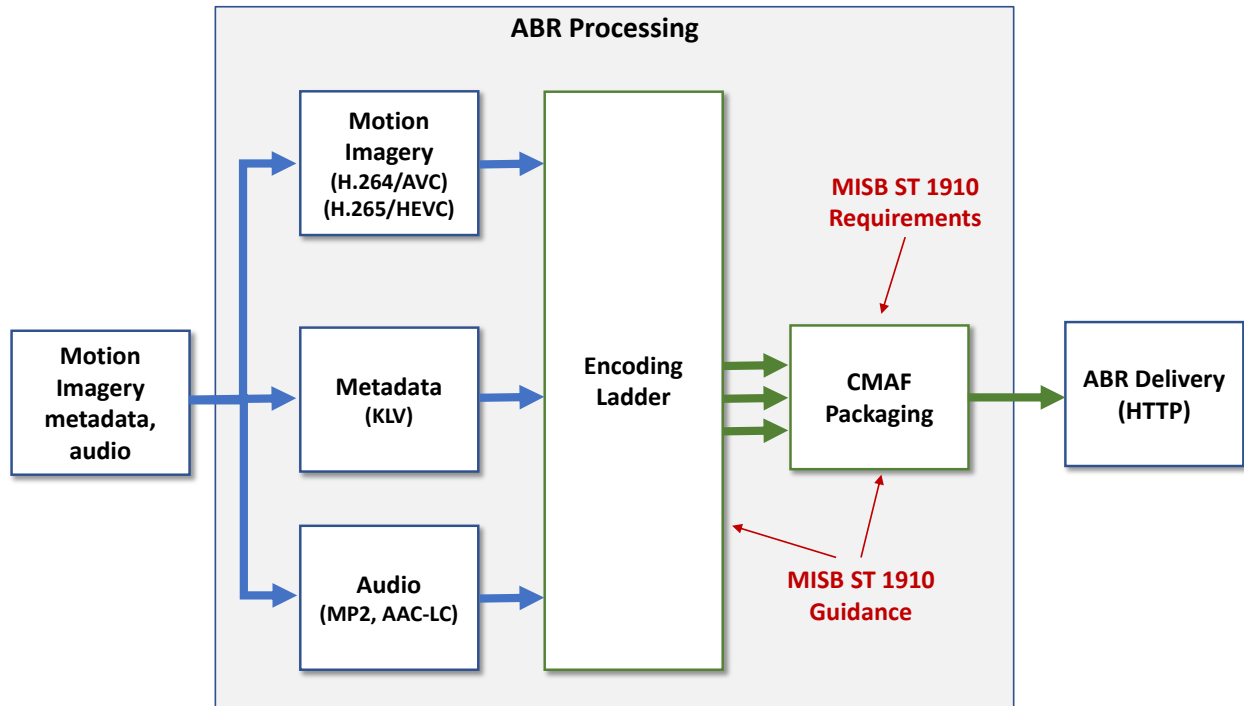 ABR Processing
Motion
Imagery
(H.264/AVC)
(H.265/HEVC)
MISB ST 1910
Requirements
Motion
Imagery
metadata,
audio
Metadata
(KLV)
Encoding
Ladder
CMAF
Packaging
ABR Delivery
(HTTP)
Audio
(MP2, AAC-LC)
MISB ST 1910
Guidance